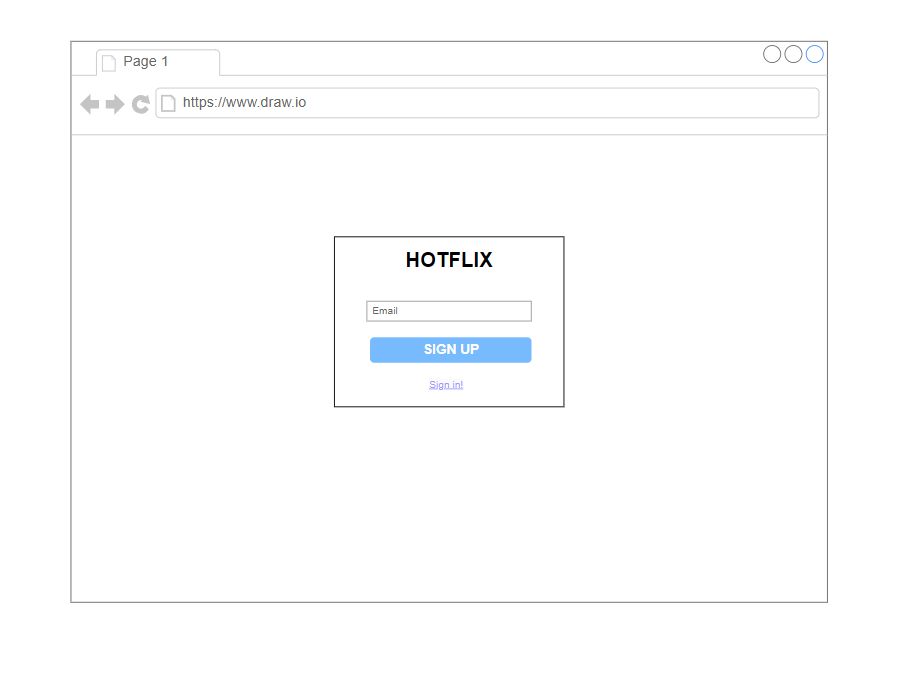 Page 1
https://www.draw.io
HOTFLIX
Email
SIGN UP
Sign in!